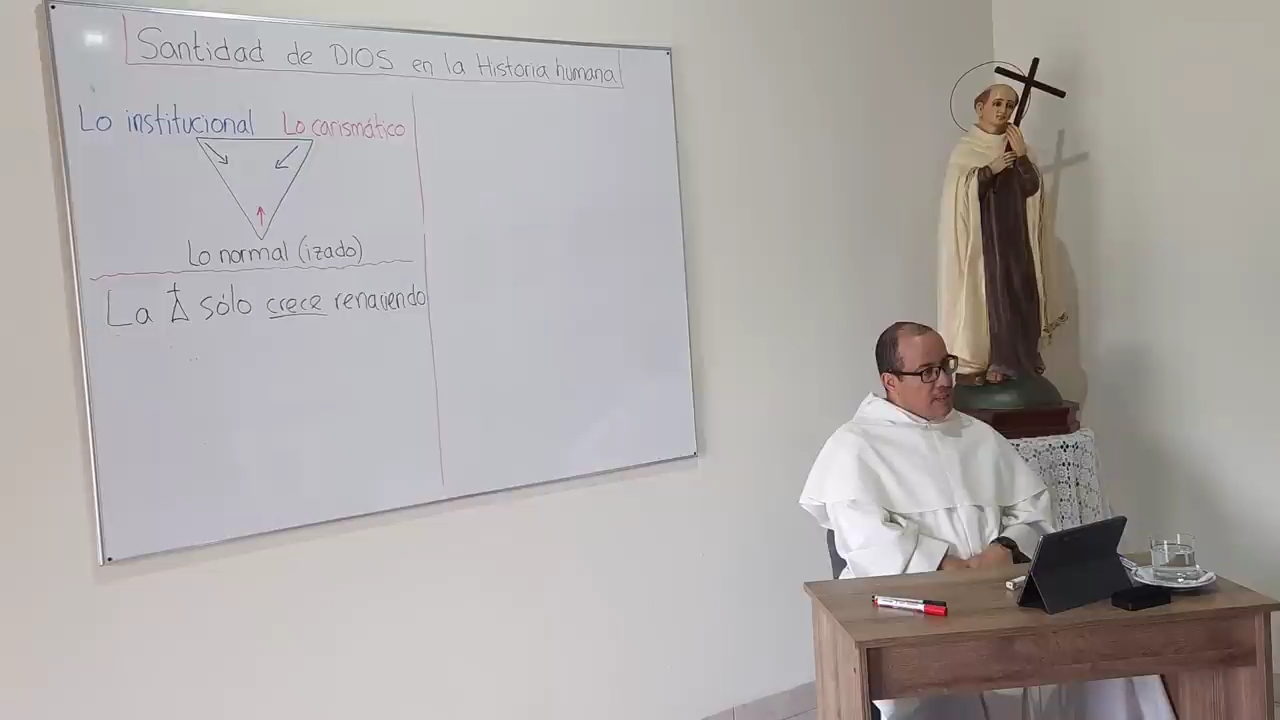 Santidad de DIOS en la Historia humana
Lo institucional
Lo carismático
Lo normal (izado)
La sólo crece renaciendo